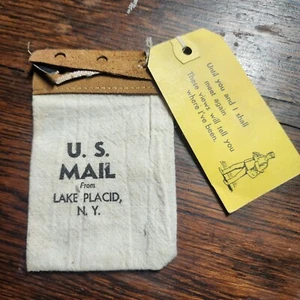 U. S.
MAIL
From
LAKE PLACID,
N. Y.
Until you and I shall
meet again
These views will tell you
where I've been.